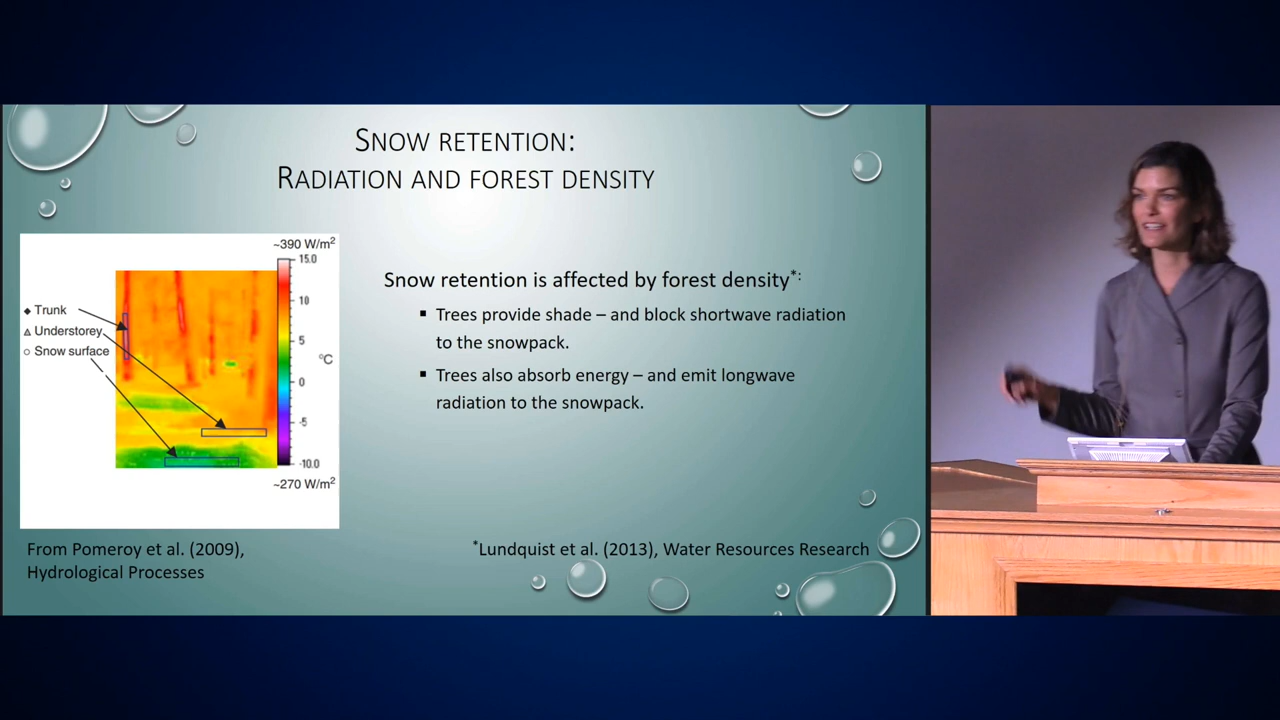 SNOW RETENTION:
RADIATION AND FOREST DENSITY
~390 W/m²
15.0
10
5
0
-5
-10.0
°C
~270 W/m²
Trunk
Understorey
Snow surface
Snow retention is affected by forest density*:
▪ Trees provide shade – and block shortwave radiation
to the snowpack.
▪ Trees also absorb energy – and emit longwave
radiation to the snowpack.
From Pomeroy et al. (2009),
Hydrological Processes
*Lundquist et al. (2013), Water Resources Research